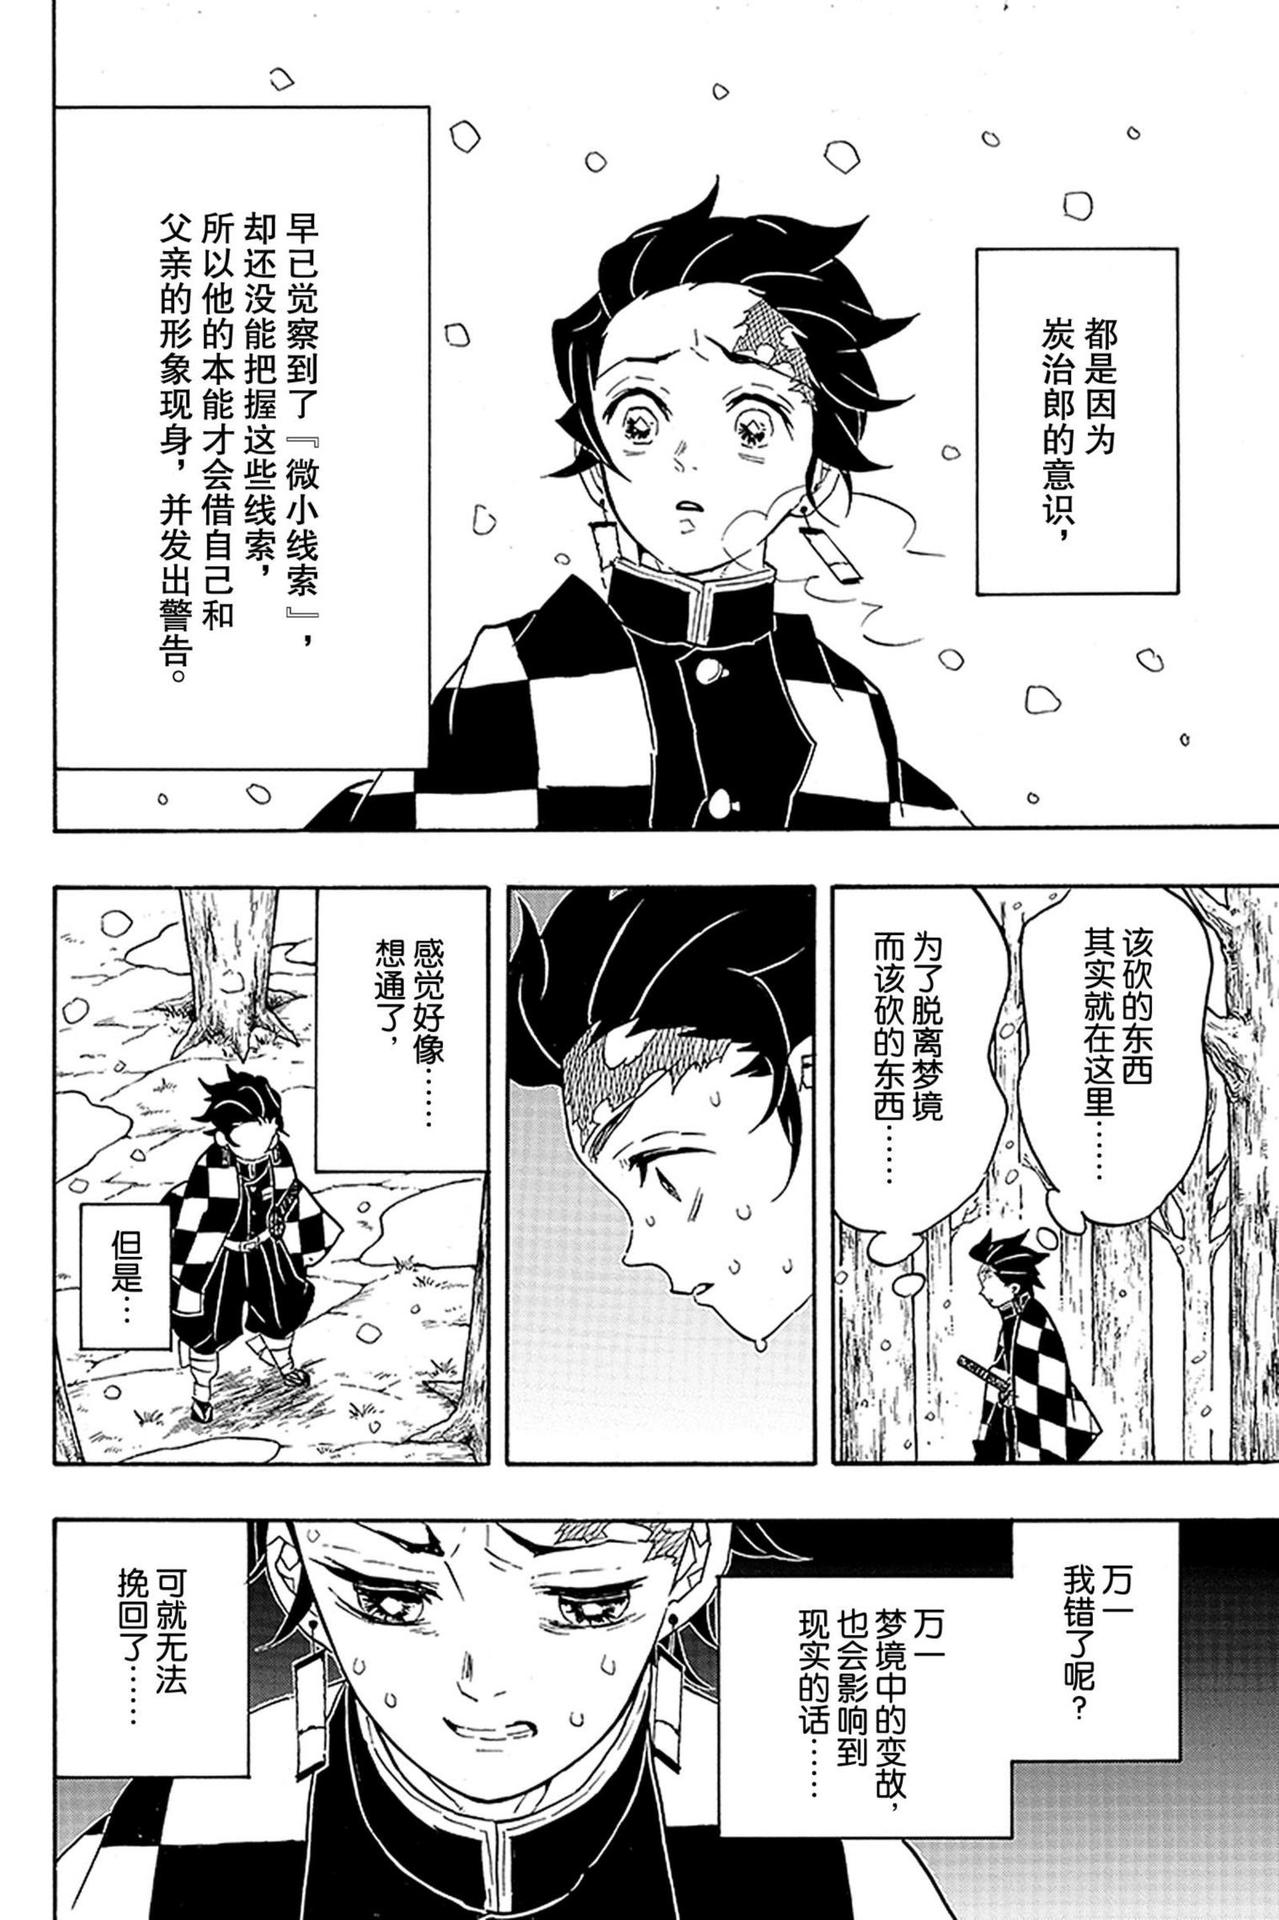 都是因为
炭治郎的意识，
早已觉察到了『微小线索』，
却还没能把握这些线索，
所以他的本能才会借自己和
父亲的形象现身，并发出警告。
该砍的东西
其实就在这里……
为了脱离梦境
而该砍的东西……
感觉好像……
想通了，
但是…
万一
我错了呢？
万一
梦境中的变故，
也会影响到
现实的话……
可就无法
挽回了……